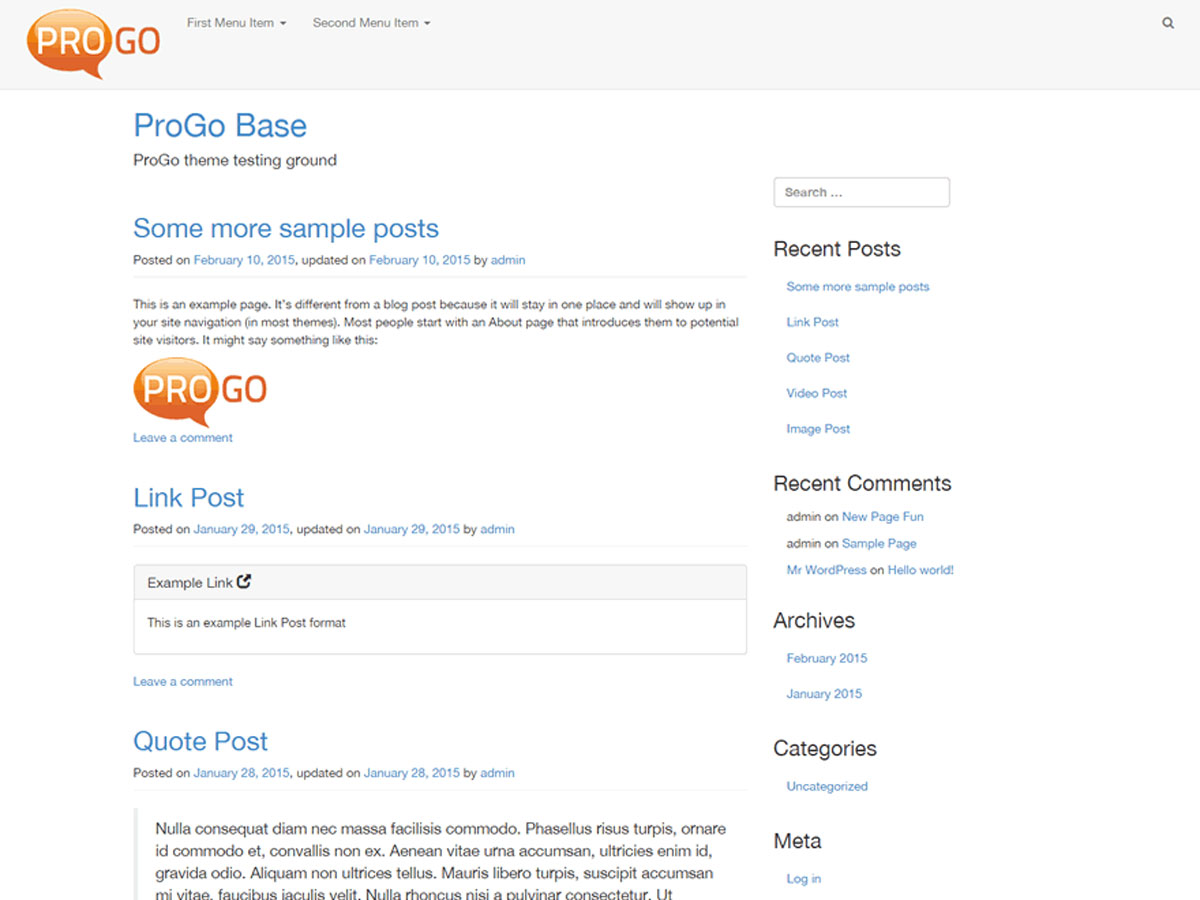 PROGO
First Menu Item
Second Menu Item
ProGo Base
ProGo theme testing ground
Some more sample posts
Posted on February 10, 2015, updated on February 10, 2015 by admin
This is an example page. It's different from a blog post because it will stay in one place and will show up in
your site navigation (in most themes). Most people start with an About page that introduces them to potential
site visitors. It might say something like this:
PROGO
Leave a comment
Link Post
Posted on January 29, 2015, updated on January 29, 2015 by admin
Example Link
This is an example Link Post format
Leave a comment
Quote Post
Posted on January 28, 2015, updated on January 28, 2015 by admin
Nulla consequat diam nec massa facilisis commodo. Phasellus risus turpis, ornare
id commodo et, convallis non ex. Aenean vitae urna accumsan, ultricies enim id,
gravida odio. Aliquam non ultrices tellus. Mauris libero turpis, suscipit accumsan
mi vitae, faucibus iaculis velit. Nulla rhoncus nisi a pulvinar consectetur. Ut
Search ...
Recent Posts
Some more sample posts
Link Post
Quote Post
Video Post
Image Post
Recent Comments
admin on New Page Fun
admin on Sample Page
Mr WordPress on Hello world!
Archives
February 2015
January 2015
Categories
Uncategorized
Meta
Log in